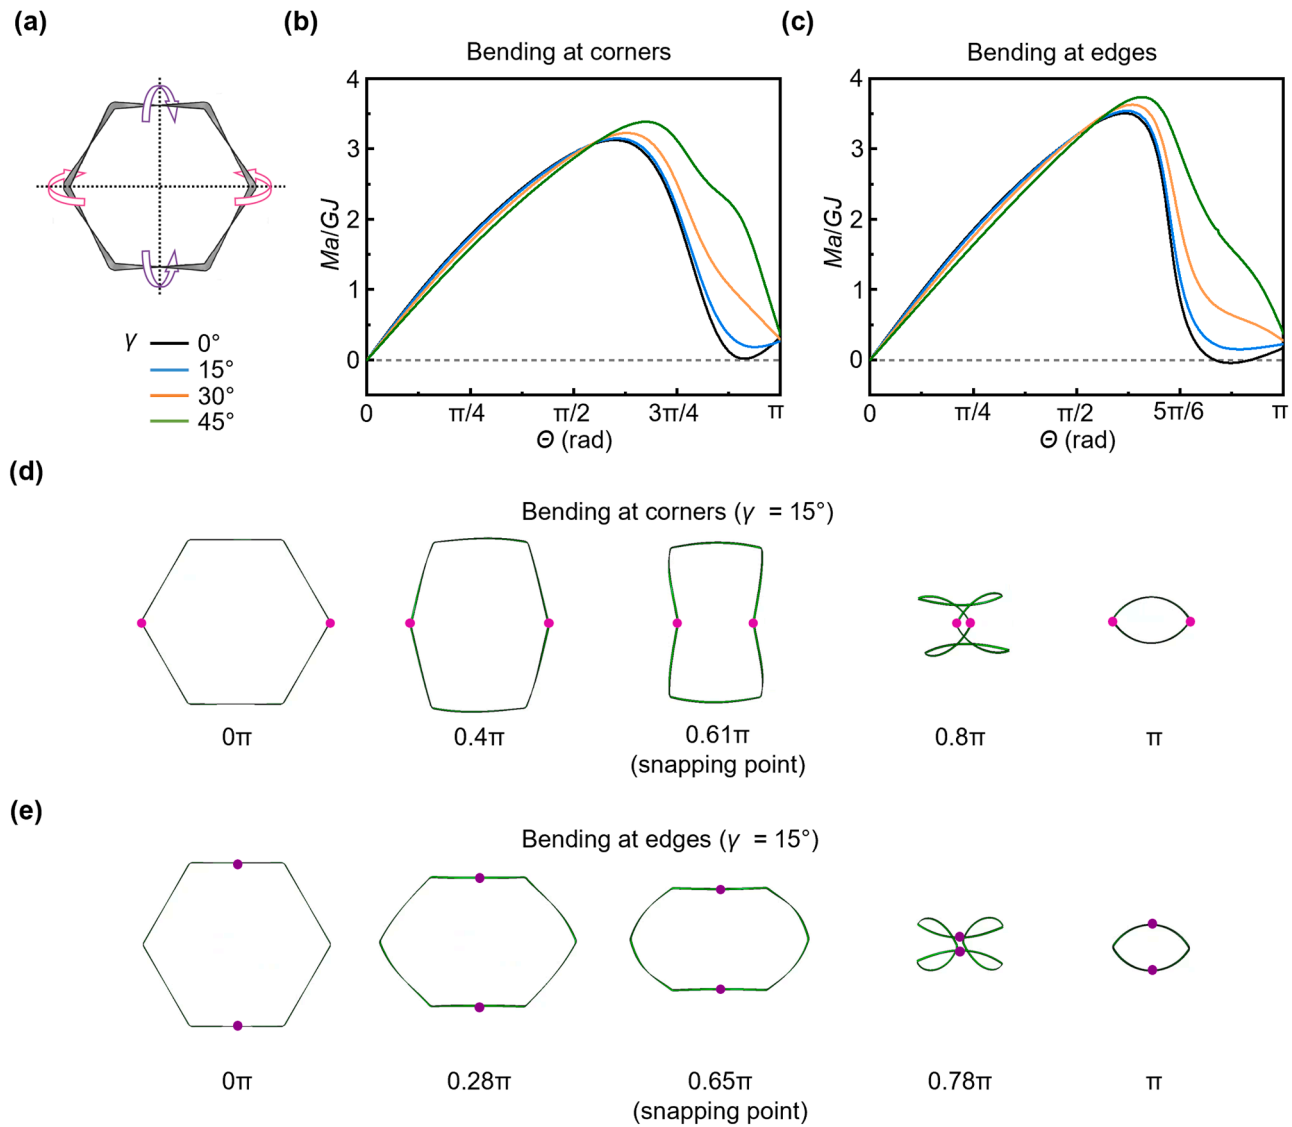 (a)
γ
0°
15°
30°
45°
(b)
Bending at corners
Ma/GJ
4
3
2
1
0
0
π/4
π/2
3π/4
π
Θ (rad)
(c)
Bending at edges
Ma/GJ
4
3
2
1
0
0
π/4
π/2
5π/6
π
Θ (rad)
(d)
Bending at corners (γ = 15°)
0π
0.4π
0.61π
(snapping point)
0.8π
π
(e)
Bending at edges (γ = 15°)
0π
0.28π
0.65π
(snapping point)
0.78π
π